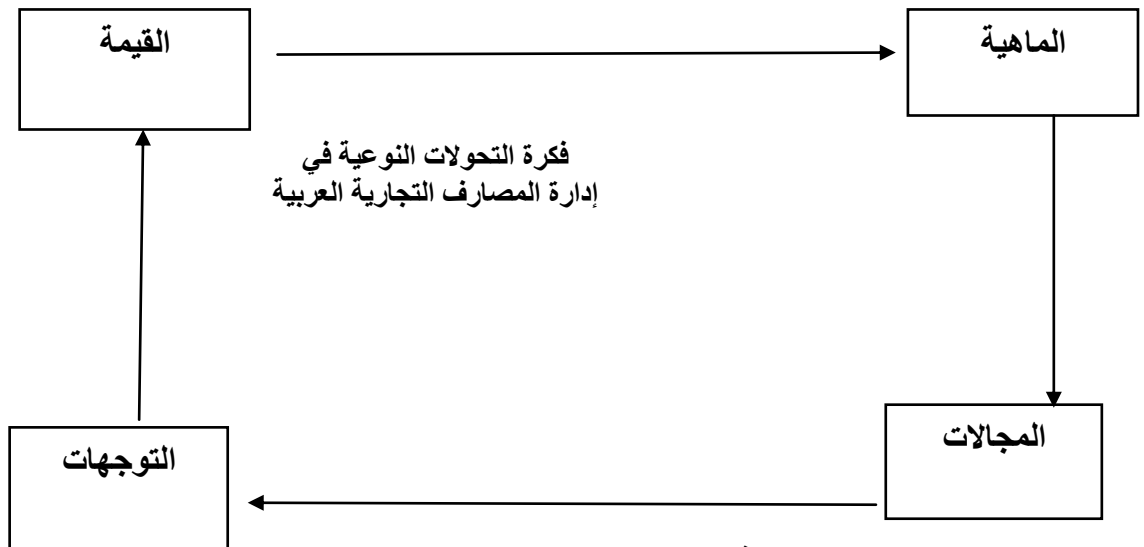 الماهية
القيمة
فكرة التحولات النوعية في
إدارة المصارف التجارية العربية
المجالات
التوجهات